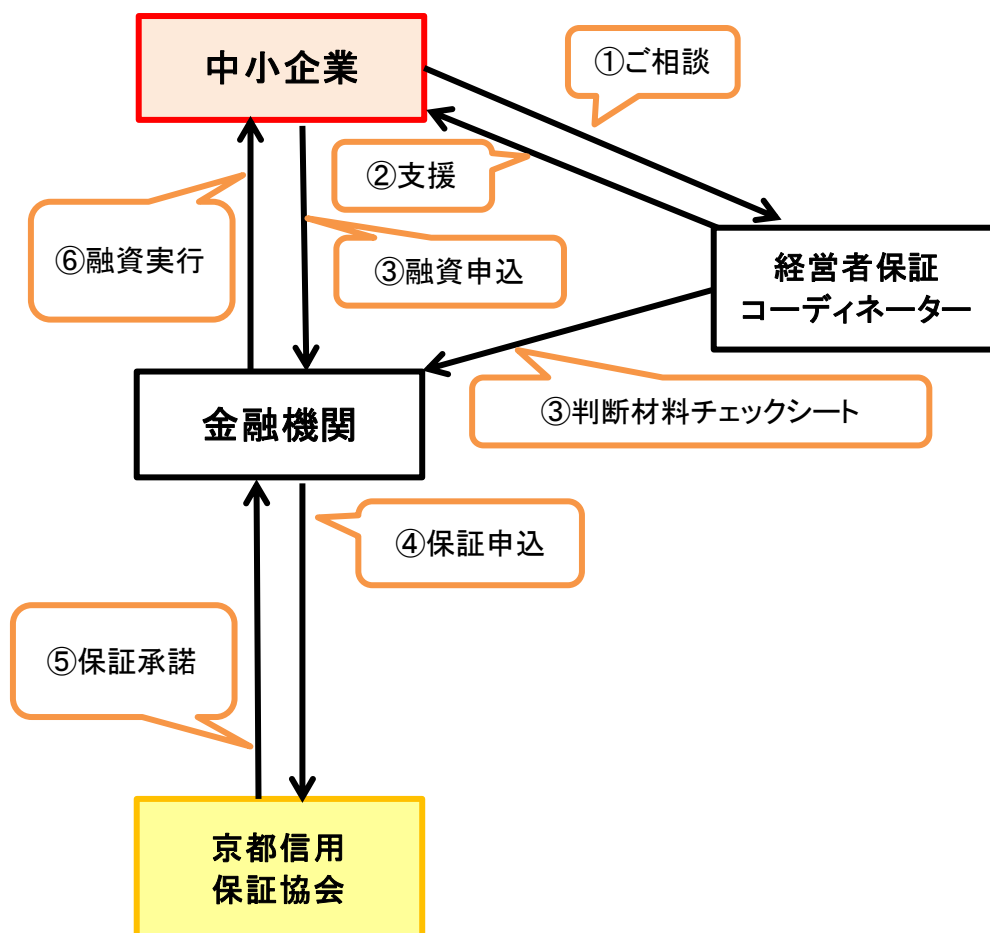 中小企業
①ご相談
②支援
⑥融資実行
③融資申込
経営者保証
コーディネーター
金融機関
③判断材料チェックシート
④保証申込
⑤保証承諾
京都信用
保証協会